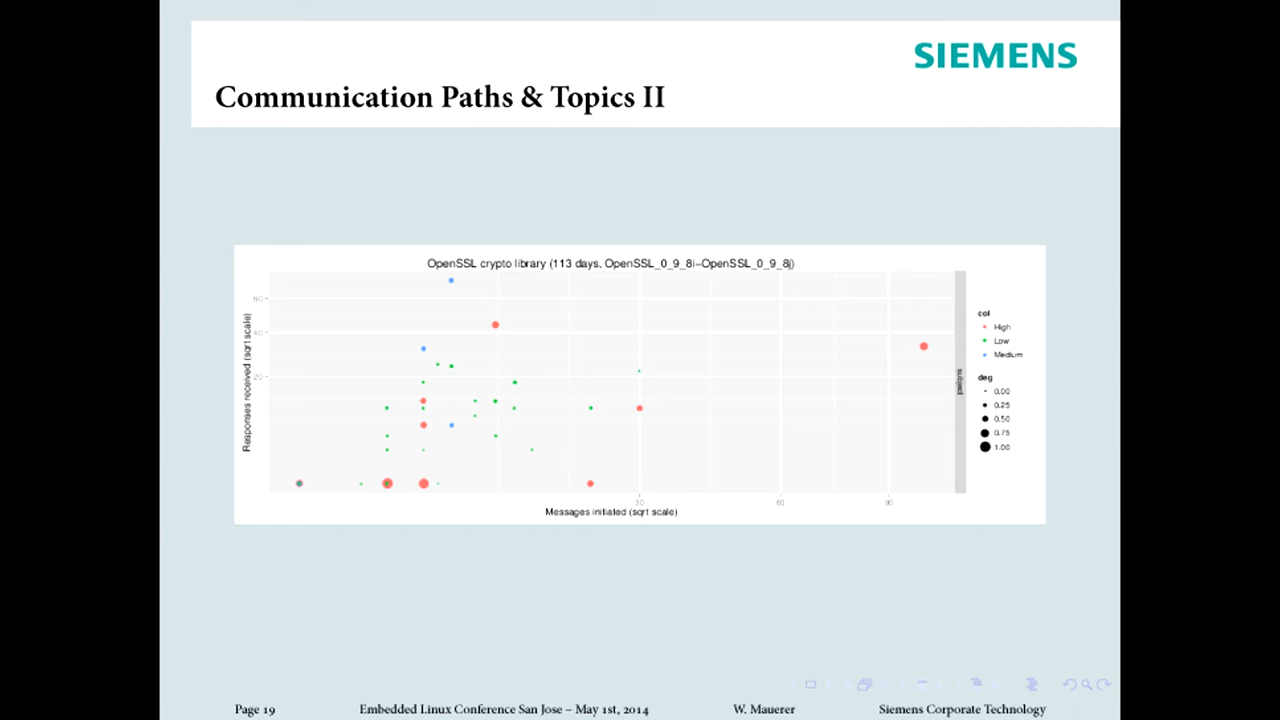 SIEMENS
Communication Paths & Topics II
OpenSSL crypto library (113 days, OpenSSL_0_9_8i-OpenSSL_0_9_8j)
Responses received (sqrt scale)
60
40
20
30
60
90
Messages initiated (sqrt scale)
subject
col
High
Low
Medium
deg
0.00
0.25
0.50
0.75
1.00
Page 19 Embedded Linux Conference San Jose – May 1st, 2014 W. Mauerer Siemens Corporate Technology